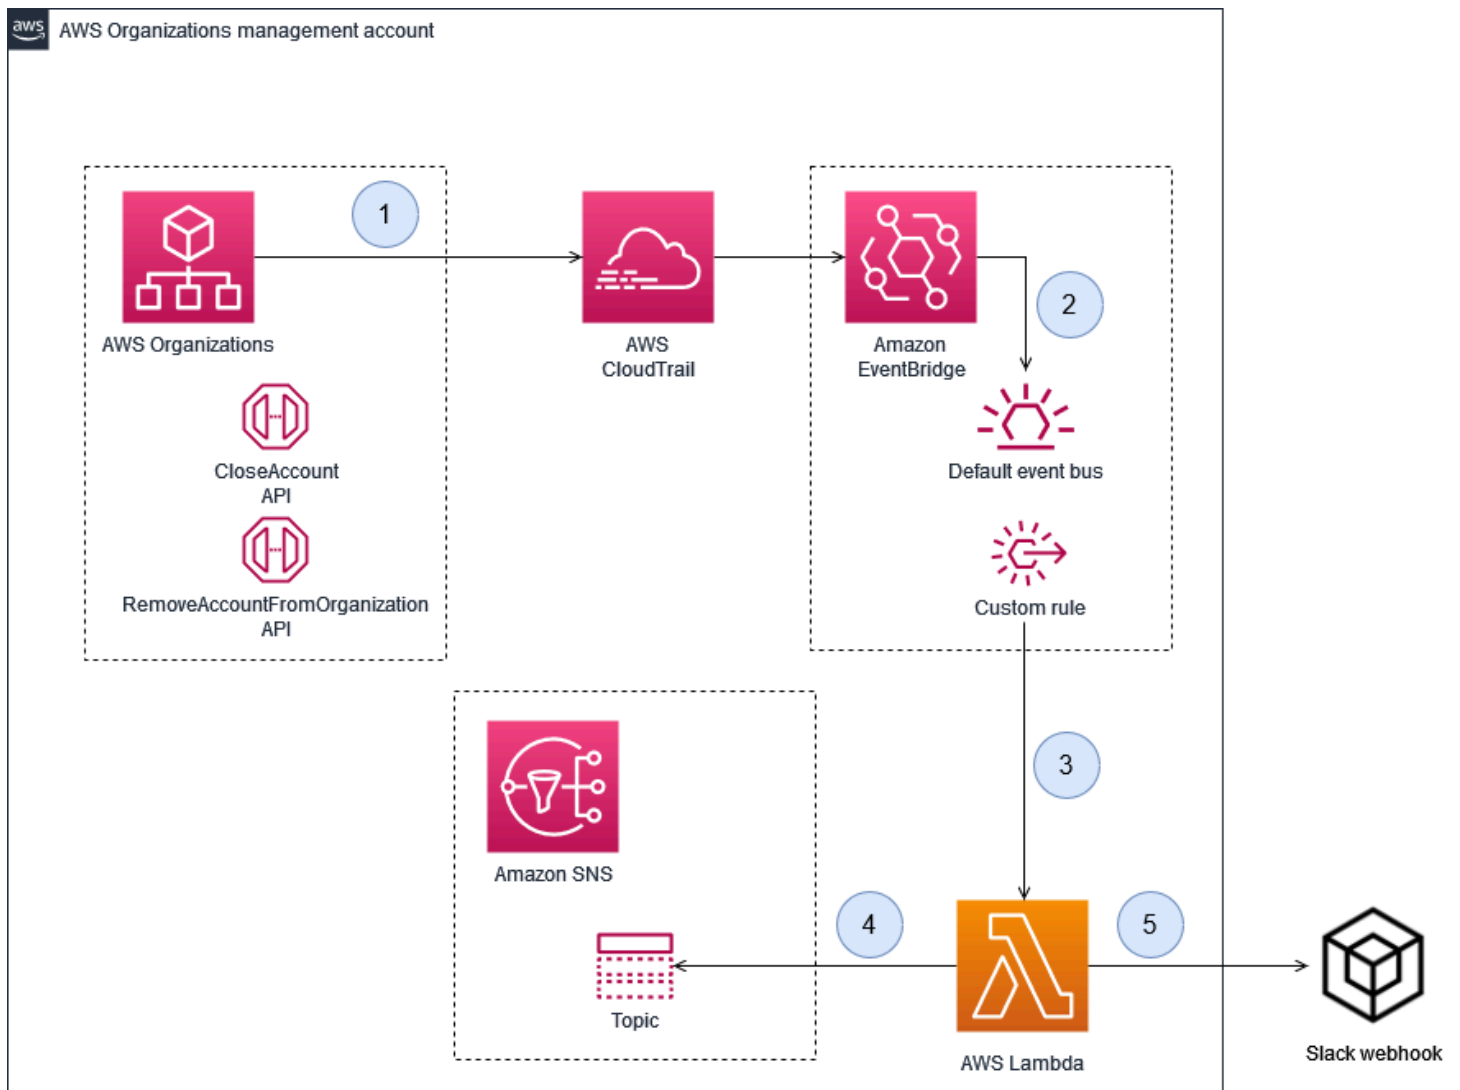 aws
AWS Organizations management account
1
AWS Organizations
AWS
CloudTrail
Amazon
EventBridge
2
CloseAccount
API
Default event bus
RemoveAccountFromOrganization
API
Custom rule
3
Amazon SNS
4
5
Topic
AWS Lambda
Slack webhook